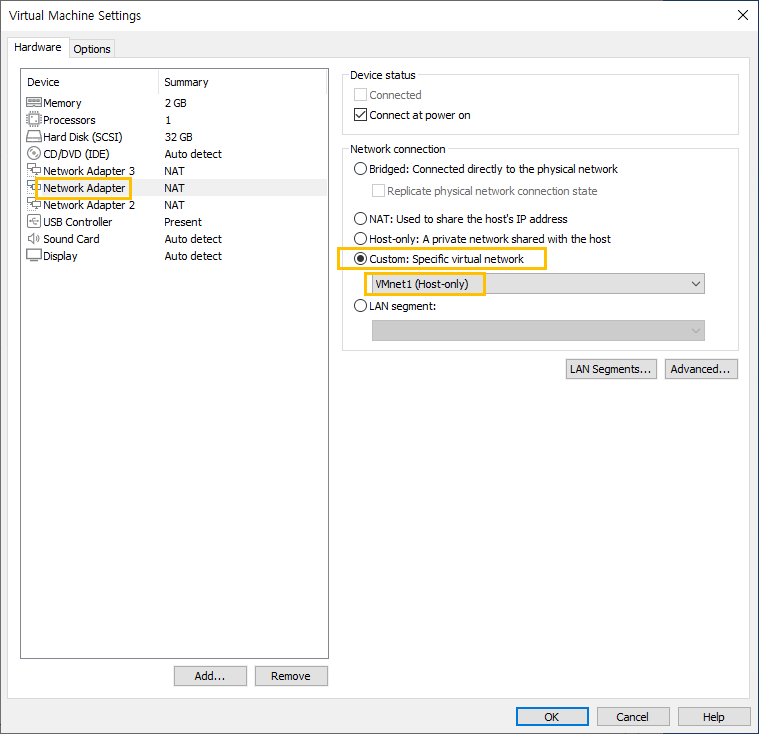 Virtual Machine Settings
Hardware Options
Device Summary
Memory 2 GB
Processors 1
Hard Disk (SCSI) 32 GB
CD/DVD (IDE) Auto detect
Network Adapter 3 NAT
Network Adapter NAT
Network Adapter 2 NAT
USB Controller Present
Sound Card Auto detect
Display Auto detect
Add... Remove
Device status
Connected
Connect at power on
Network connection
Bridged: Connected directly to the physical network
Replicate physical network connection state
NAT: Used to share the host's IP address
Host-only: A private network shared with the host
Custom: Specific virtual network
VMnet1 (Host-only)
LAN segment:
LAN Segments... Advanced...
OK Cancel Help